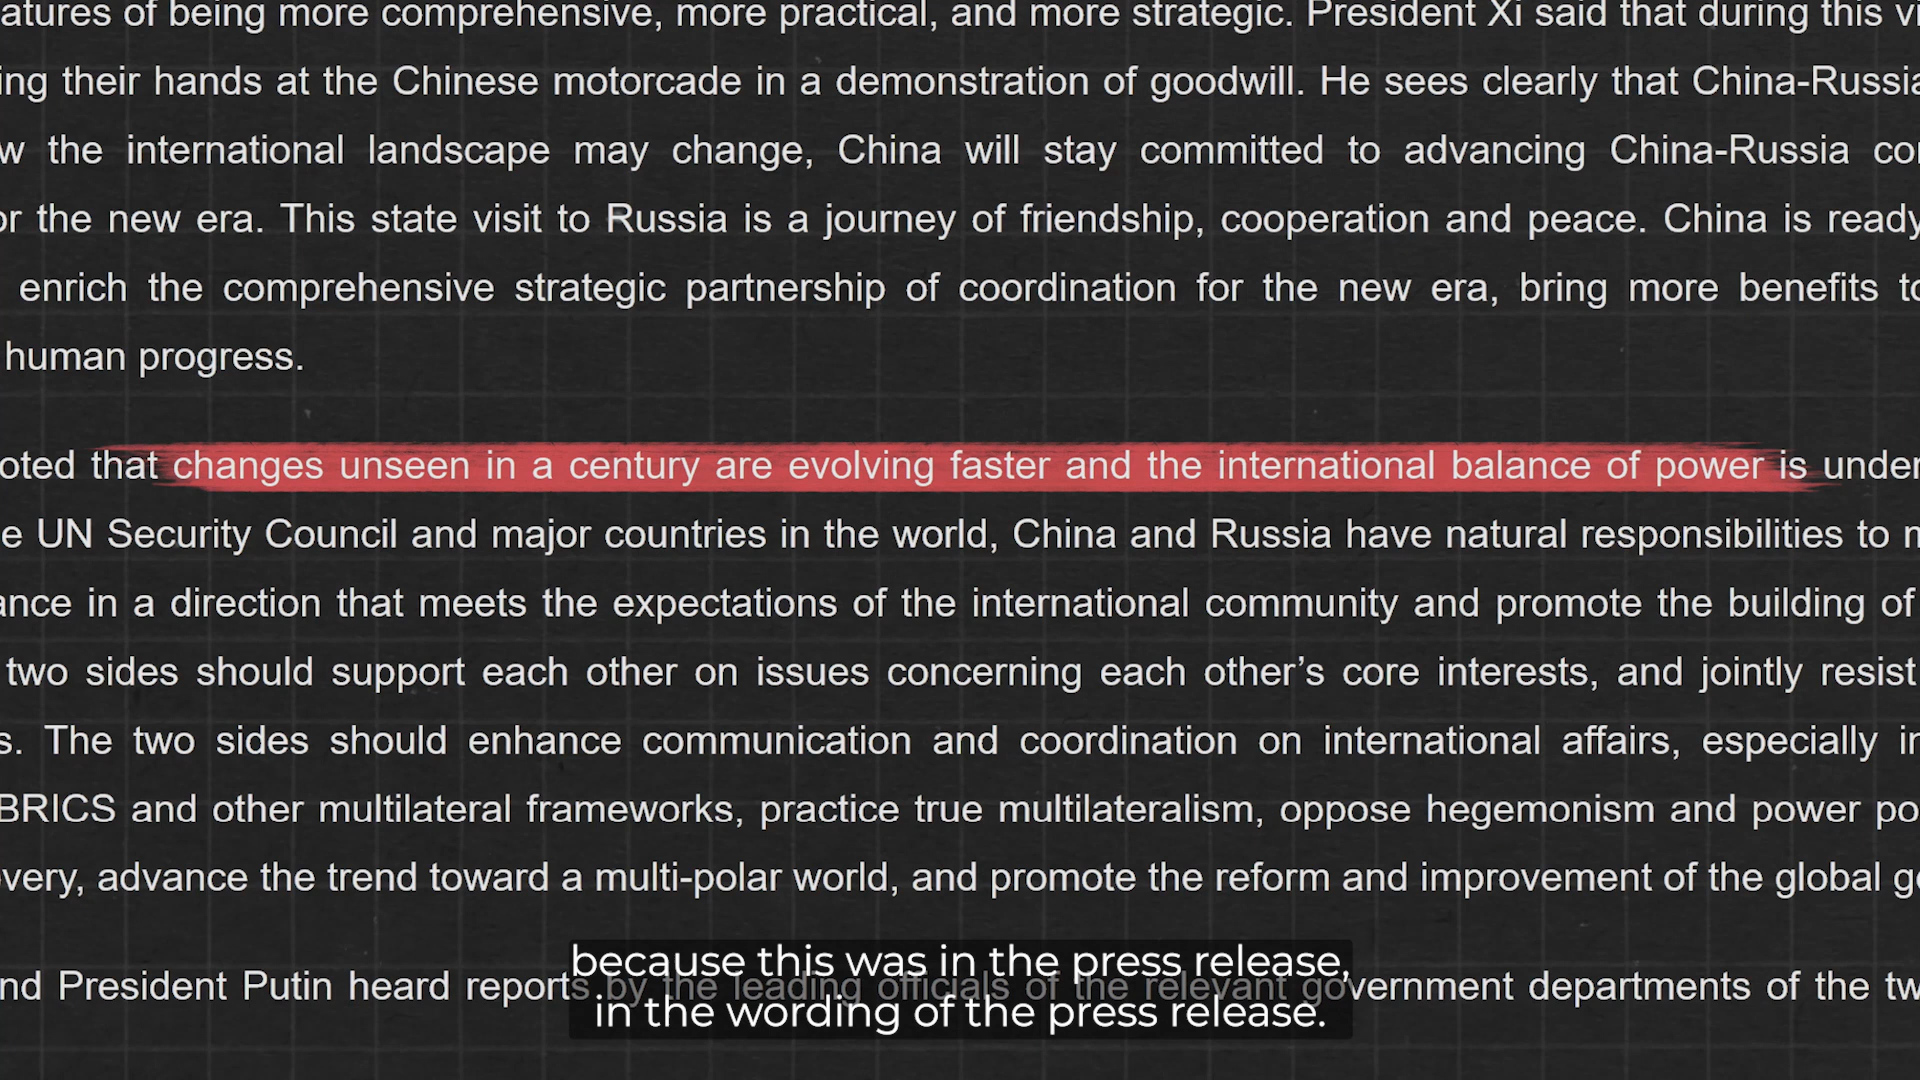 atures of being more comprehensive, more practical, and more strategic. President Xi said that during this
ing their hands at the Chinese motorcade in a demonstration of goodwill. He sees clearly that China-Russia
w the international landscape may change, China will stay committed to advancing China-Russia
or the new era. This state visit to Russia is a journey of friendship, cooperation and peace. China is ready
enrich the comprehensive strategic partnership of coordination for the new era, bring more benefits to
human progress.
oted that changes unseen in a century are evolving faster and the international balance of power is under
e UN Security Council and major countries in the world, China and Russia have natural responsibilities to
ance in a direction that meets the expectations of the international community and promote the building of
two sides should support each other on issues concerning each other’s core interests, and jointly resist
s. The two sides should enhance communication and coordination on international affairs, especially in
BRICS and other multilateral frameworks, practice true multilateralism, oppose hegemonism and power po
overy, advance the trend toward a multi-polar world, and promote the reform and improvement of the global
nd President Putin heard reports by the leading officials of the relevant government departments of the tw
because this was in the press release,
in the wording of the press release.